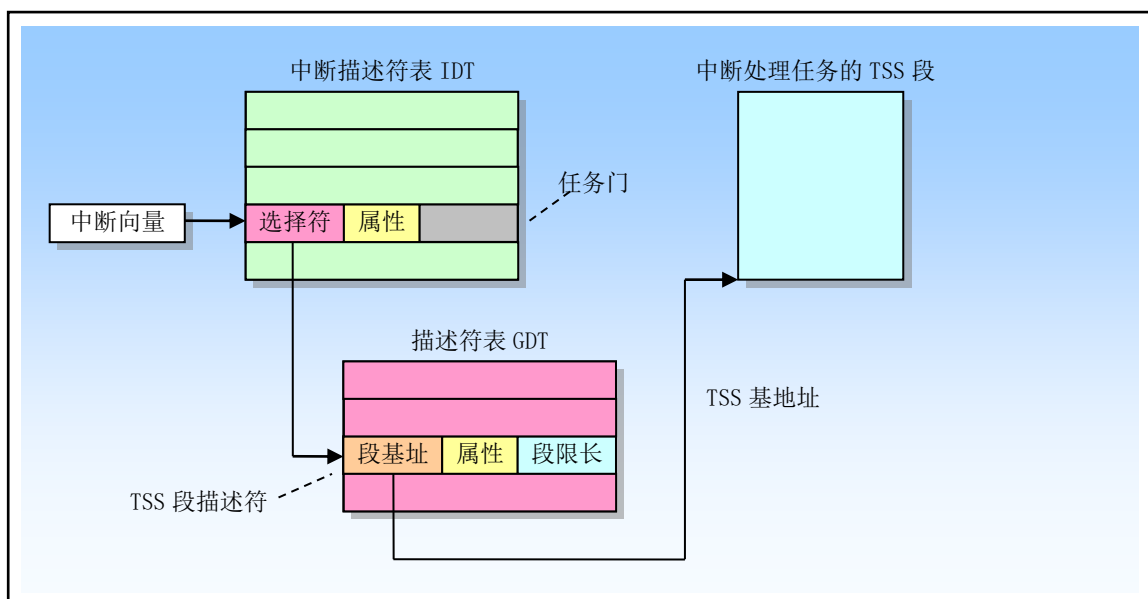 中断描述符表 IDT
中断处理任务的 TSS 段
任务门
中断向量
选择符
属性
描述符表 GDT
TSS 基地址
段基址
属性
段限长
TSS 段描述符